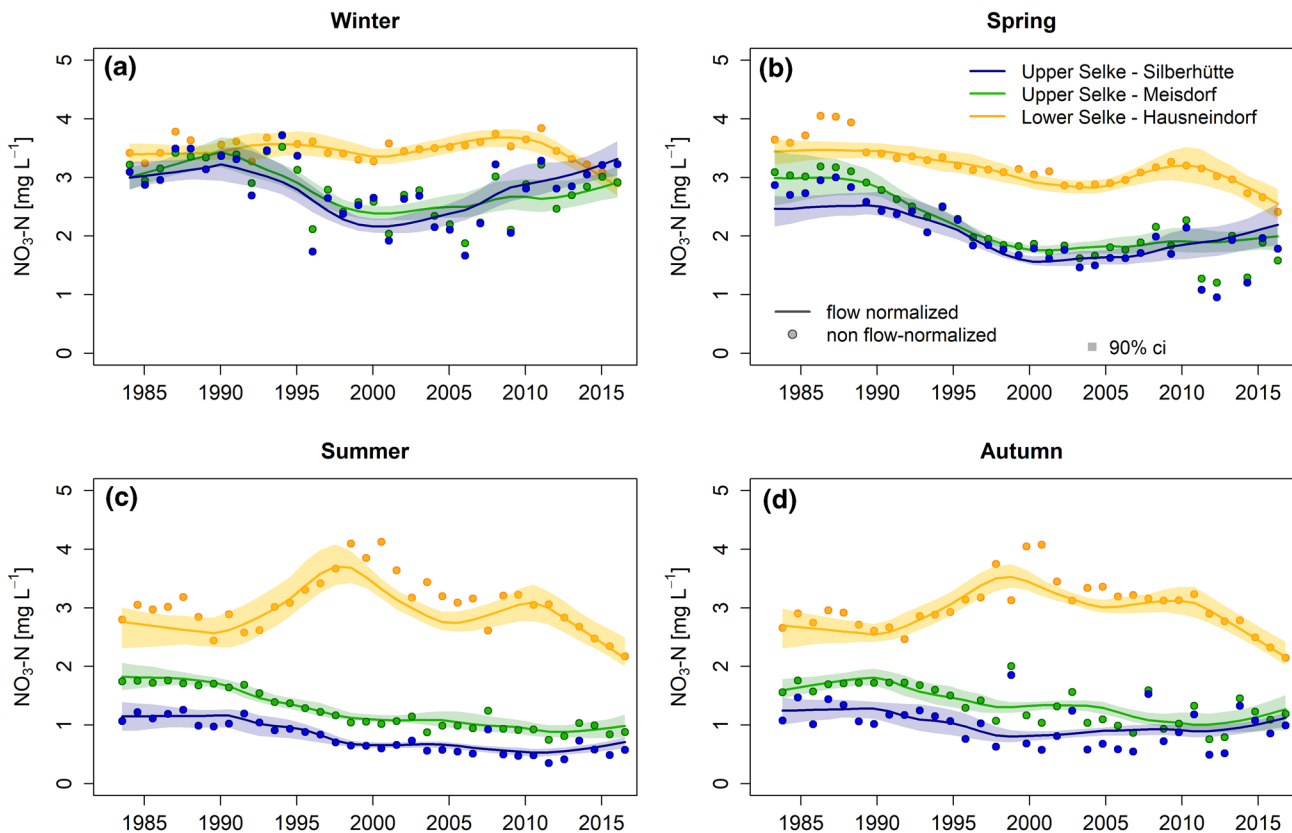 Winter
Spring
(a)
(b)
NO₃-N [mg L⁻¹]
5
4
3
2
1
0
1985 1990 1995 2000 2005 2010 2015
NO₃-N [mg L⁻¹]
5
4
3
2
1
0
Upper Selke - Silberhütte
Upper Selke - Meisdorf
Lower Selke - Hausneindorf
flow normalized
non flow-normalized
90% ci
1985 1990 1995 2000 2005 2010 2015
Summer
Autumn
(c)
(d)
NO₃-N [mg L⁻¹]
5
4
3
2
1
0
1985 1990 1995 2000 2005 2010 2015
NO₃-N [mg L⁻¹]
5
4
3
2
1
0
1985 1990 1995 2000 2005 2010 2015